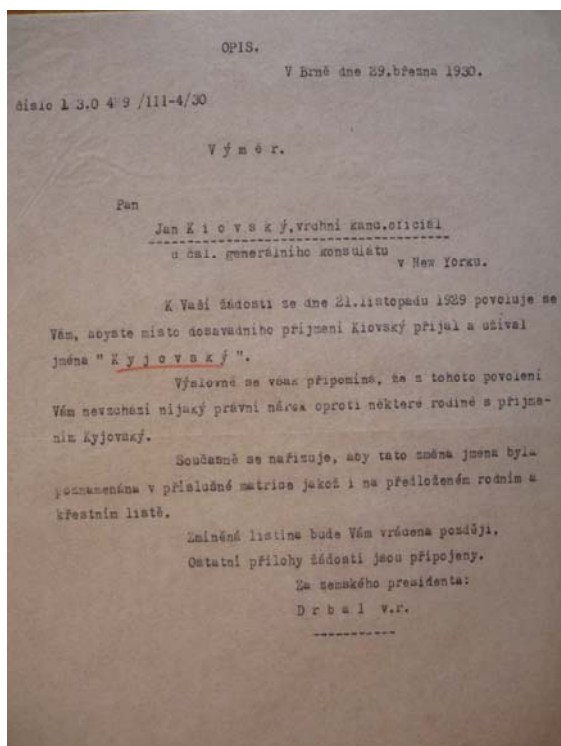 OPIS.
V Brně dne 29.března 1930.
číslo 1 3.0 4 9 /III-4/30
V ý m ě r.
Pan
Jan K i o v s k ý, vrchní kanc.oficiál
u čsl. generálního konsulátu
v New Yorku.
K Vaší žádosti ze dne 21.listopadu 1929 povoluje se
Vám, abyste místo dosavadního příjmení Kiovský přijal a užíval
jména " K y j o v s k ý ".
Výslovně se však připomíná, že z tohoto povolení
Vám nevzchází nijaký právní nárok oproti některé rodině s příjme-
ním Kyjovský.
Současně se nařizuje, aby tato změna jména byla
poznamenána v příslušné matrice jakož i na předloženém rodním a
křestním listě.
Zmíněná listina bude Vám vrácena později,
Ostatní přílohy žádosti jsou připojeny.
Za zemského presidenta:
D r b a l v.r.